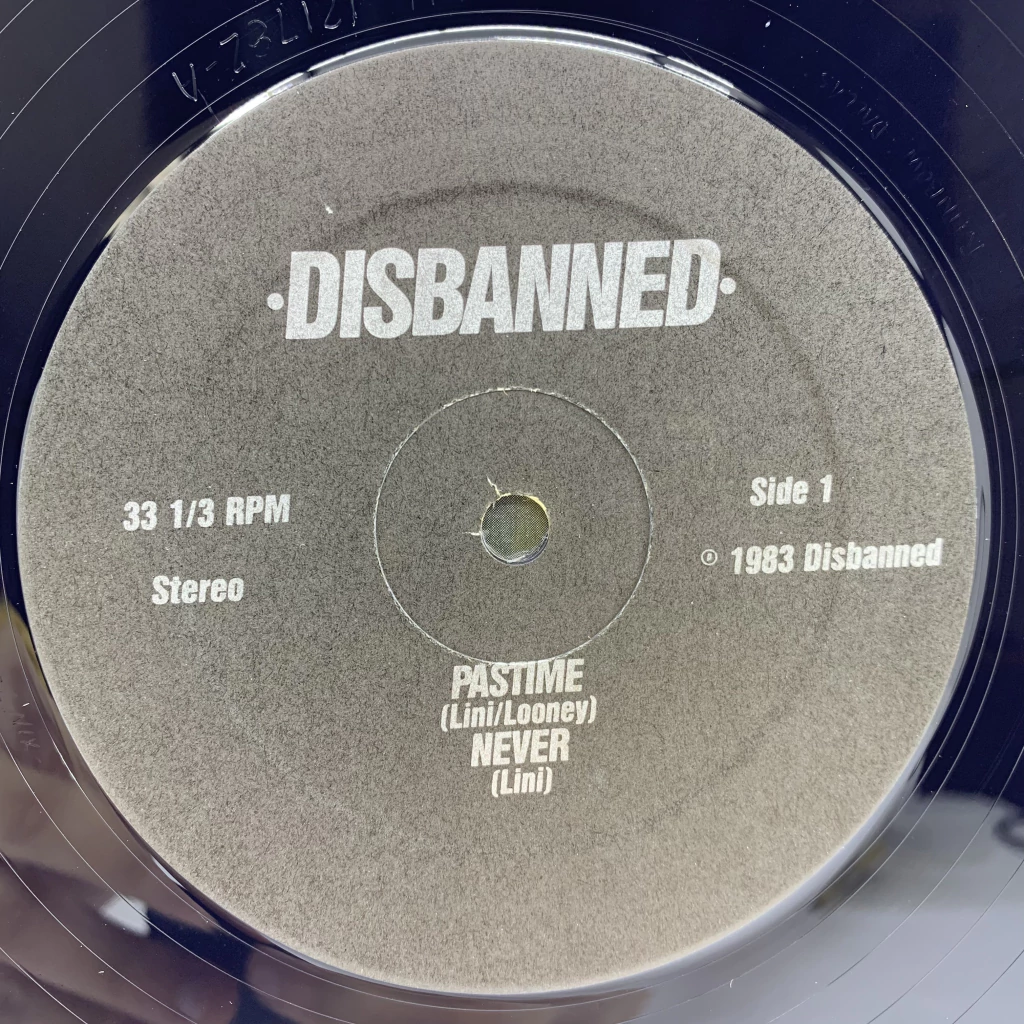 ·DISBANNED·
33 1/3 RPM
Stereo
Side 1
℗ 1983 Disbanned
PASTIME
(Lini/Looney)
NEVER
(Lini)